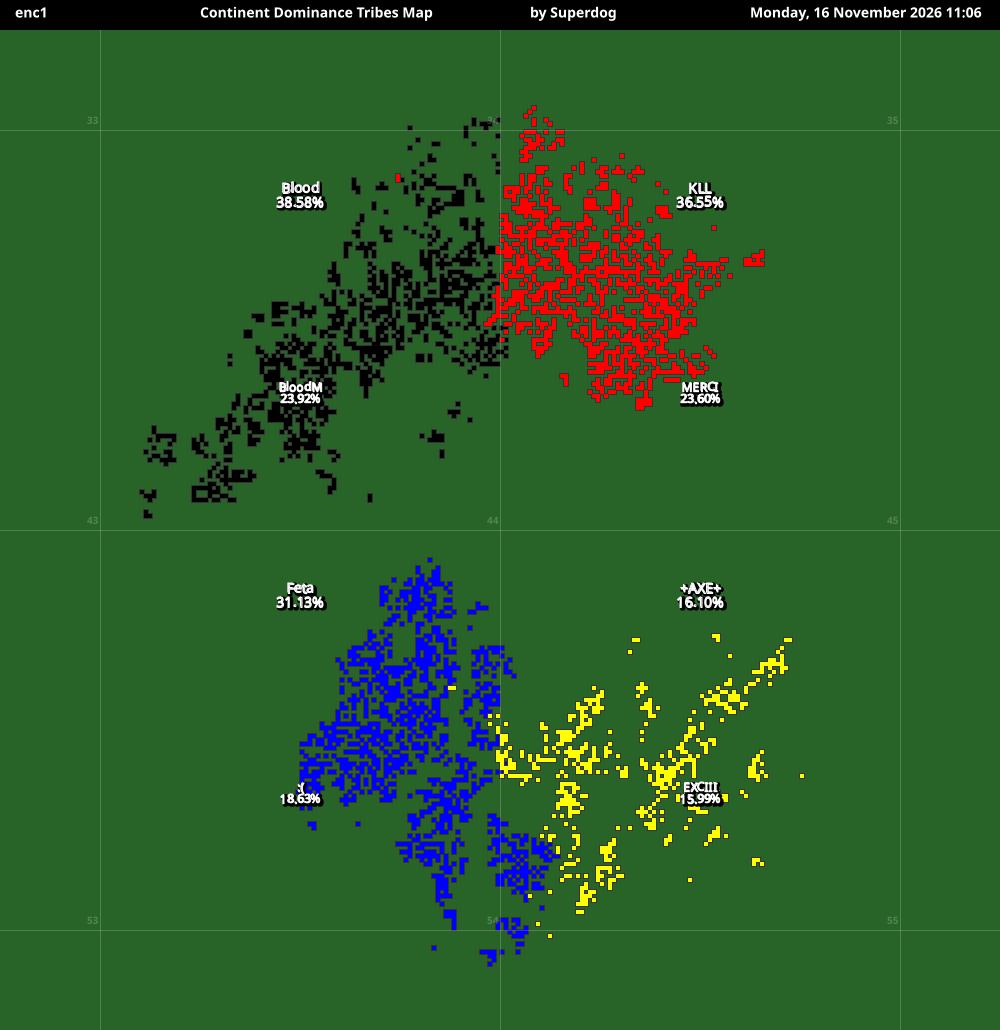 enc1 Continent Dominance Tribes Map by Superdog Monday, 16 November 2026 11:06
33 34 35
Blood
38.58%
KLL
36.55%
BloodM
23.92%
MERCI
23.60%
43 44 45
Feta
31.13%
+AXE+
16.10%
:(
18.63%
EXCIII
15.99%
53 54 55